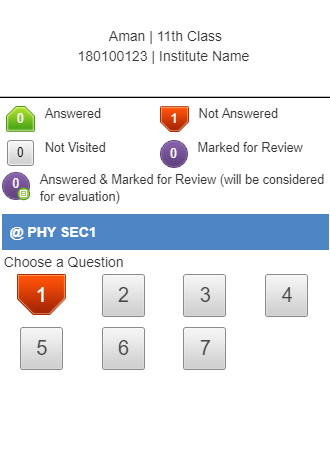 Aman | 11th Class
180100123 | Institute Name
0 Answered 1 Not Answered
0 Not Visited 0 Marked for Review
0 Answered & Marked for Review (will be considered
for evaluation)
@ PHY SEC1
Choose a Question
1 2 3 4
5 6 7